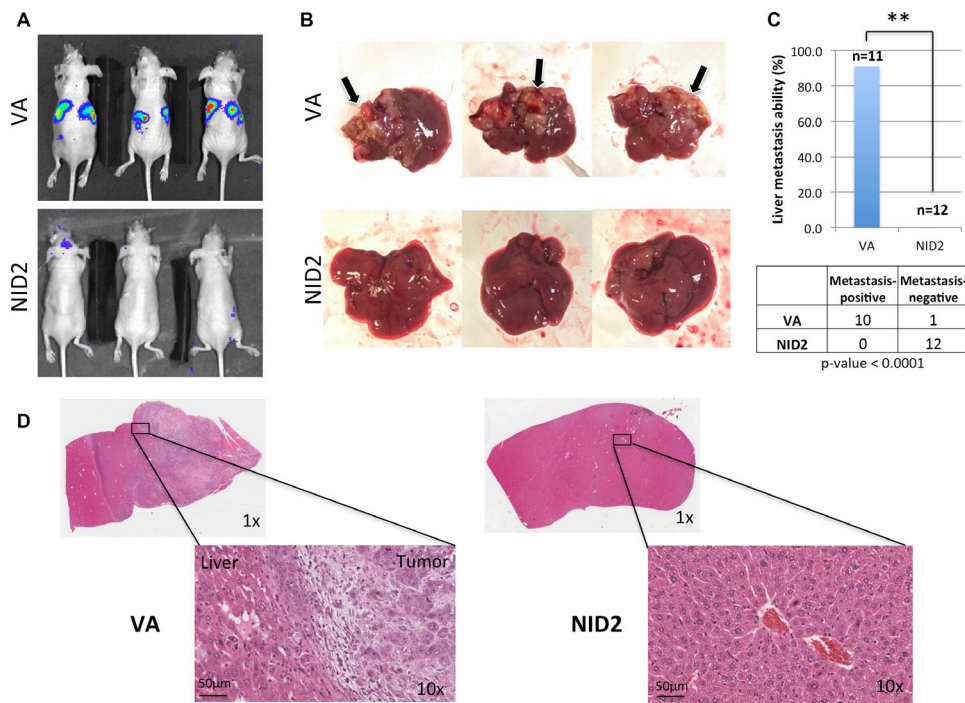 A
VA
NID2
B
VA
NID2
C
**
Liver metastasis ability (%)
100.0
80.0
60.0
40.0
20.0
0.0
n=11
n=12
VA
NID2
Metastasis-positive
Metastasis-negative
VA
10
1
NID2
0
12
p-value < 0.0001
D
1x
1x
Liver
Tumor
VA
50µm
10x
NID2
50µm
10x